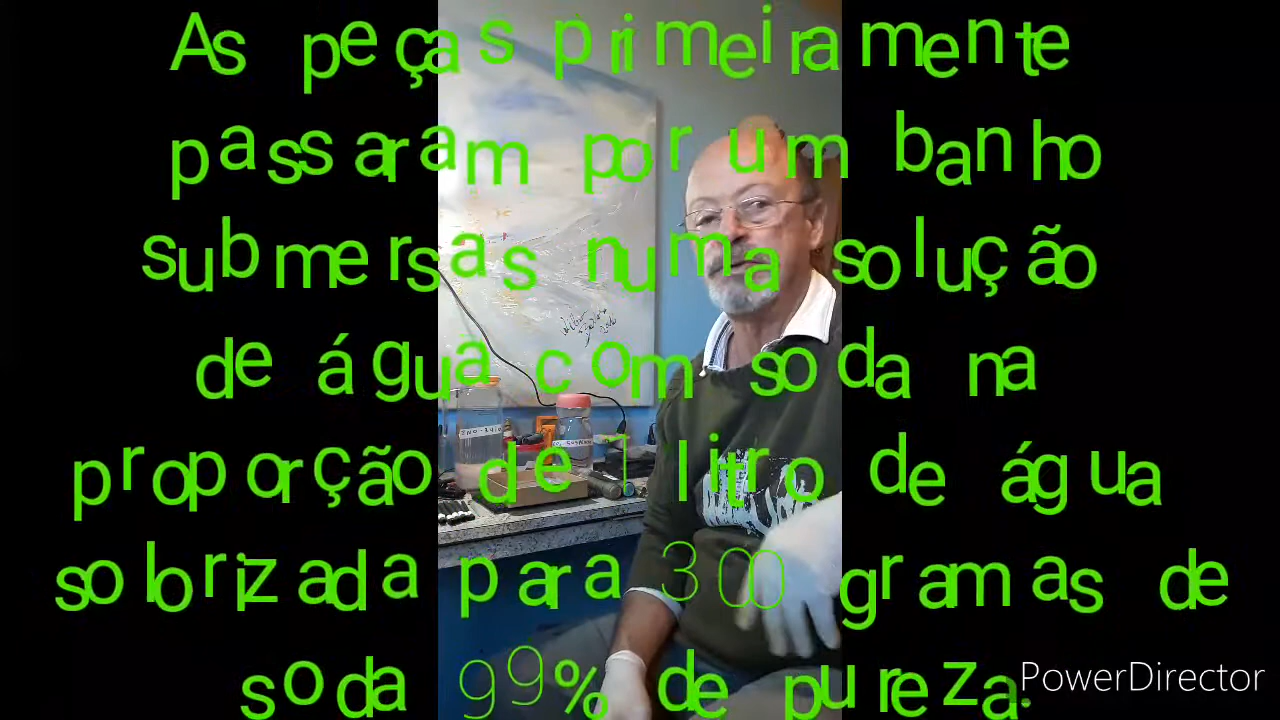 As peças primeiramente
passaram por um banho
submersas numa solução
de água com soda na
proporção de 1 litro de água
soborizada para 300 gramas de
soda 99% de pureza.
PowerDirector